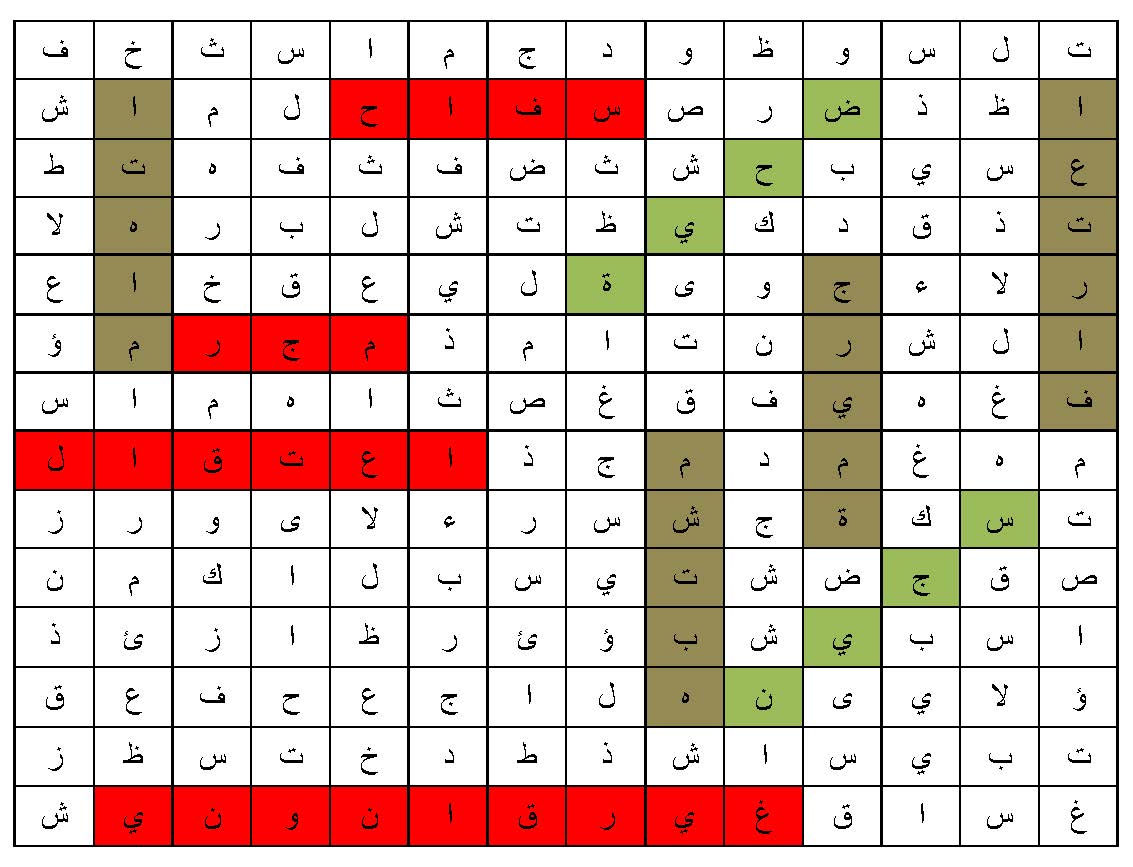 ت ل س و ظ و د ج م ا س ث خ ف
ا ظ ذ ض ر ص س ف ا ح ل م ا ش
ع س ي ب ح ش ث ض ف ث ف ه ت ط
ت ذ ق د ك ي ظ ت ش ل ب ر ه لا
ر لا ء ج و ى ة ل ي ع ق خ ا ع
ا ل ش ر ن ت ا م ذ م ج ر م ؤ
ف غ ه ي ف ق غ ص ث ا ه م ا س
م ه غ م د م ج ذ ا ع ت ق ا ل
ت س ك ة ج ش س ر ء لا ى و ر ز
ص ق ج ض ش ت ي س ب ل ا ك م ن
ا س ب ي ش ب ؤ ئ ر ظ ا ز ئ ذ
ؤ لا ي ى ن ه ل ا ج ع ح ف ع ق
ت ب ي س ا ش ذ ط د خ ت س ظ ز
غ س ا ق غ ي ر ق ا ن و ن ي ش